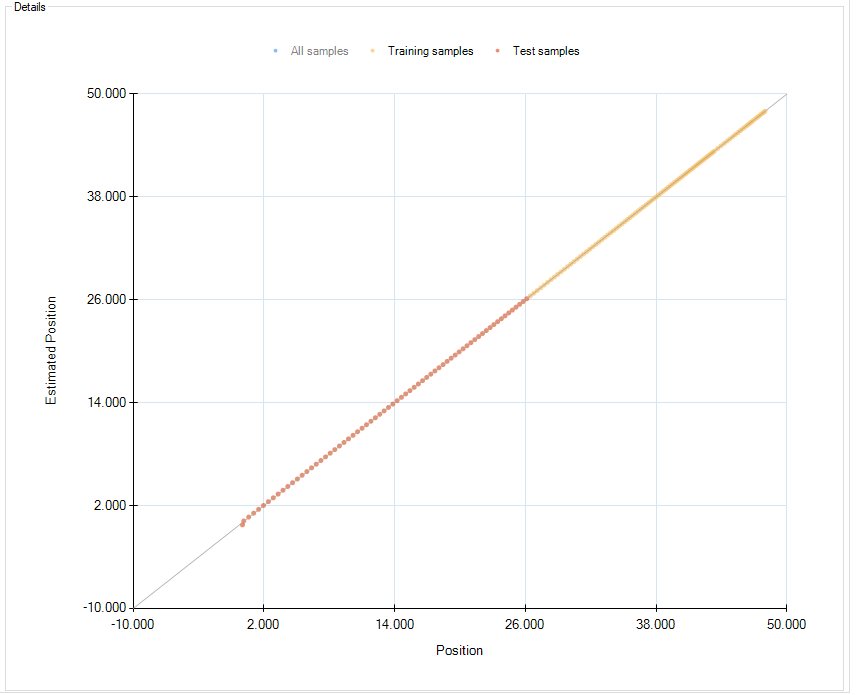 Details
All samples Training samples Test samples
50.000
38.000
26.000
14.000
2.000
-10.000
Estimated Position
-10.000 2.000 14.000 26.000 38.000 50.000
Position